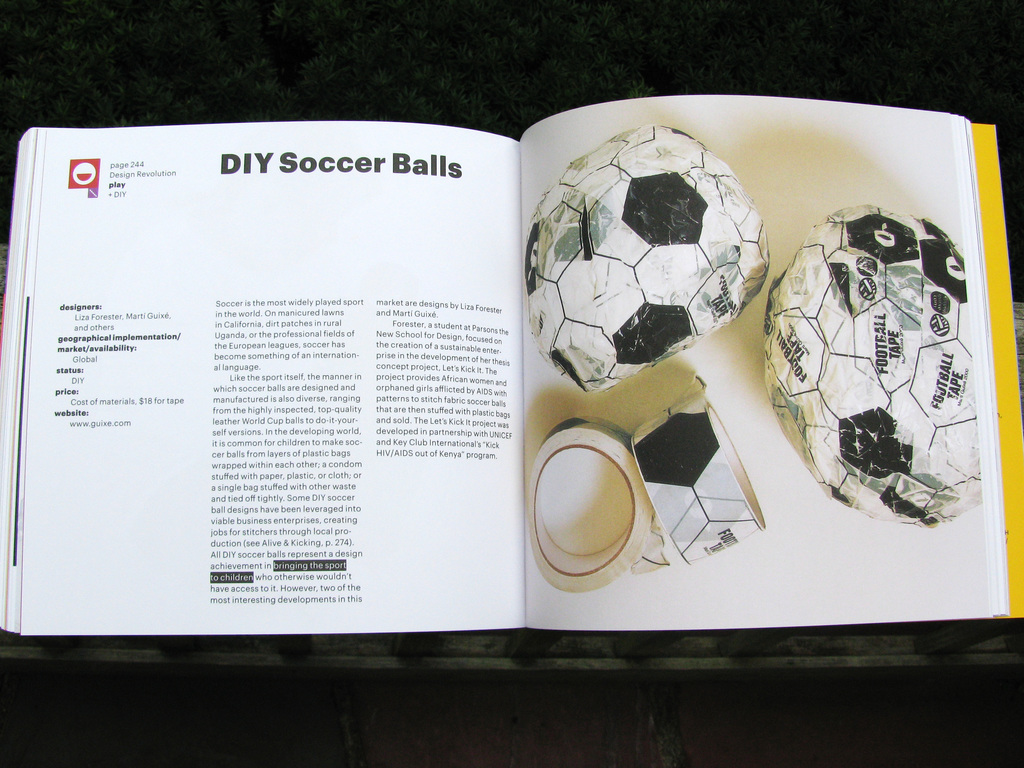 page 244
Design Revolution
play
+ DIY
DIY Soccer Balls
designers:
Liza Forester, Martí Guixé,
and others
geographical implementation/
market/availability:
Global
status:
DIY
price:
Cost of materials, $18 for tape
website:
www.guixe.com
Soccer is the most widely played sport
in the world. On manicured lawns
in California, dirt patches in rural
Uganda, or the professional fields of
the European leagues, soccer has
become something of an internation-
al language.
Like the sport itself, the manner in
which soccer balls are designed and
manufactured is also diverse, ranging
from the highly inspected, top-quality
leather World Cup balls to do-it-your-
self versions. In the developing world,
it is common for children to make soc-
cer balls from layers of plastic bags
wrapped within each other; a condom
stuffed with paper, plastic, or cloth; or
a single bag stuffed with other waste
and tied off tightly. Some DIY soccer
ball designs have been leveraged into
viable business enterprises, creating
jobs for stitchers through local pro-
duction (see Alive & Kicking, p. 274).
All DIY soccer balls represent a design
achievement in bringing the sport
to children who otherwise wouldn't
have access to it. However, two of the
most interesting developments in this
market are designs by Liza Forester
and Martí Guixé.
Forester, a student at Parsons the
New School for Design, focused on
the creation of a sustainable enter-
prise in the development of her thesis
concept project, Let's Kick It. The
project provides African women and
orphaned girls afflicted by AIDS with
patterns to stitch fabric soccer balls
that are then stuffed with plastic bags
and sold. The Let's Kick It project was
developed in partnership with UNICEF
and Key Club International's "Kick
HIV/AIDS out of Kenya" program.
FOOTBALL
TAPE
FOOTBALL
TAPE
FOOTBALL
TAPE
FOOTBALL
TAPE